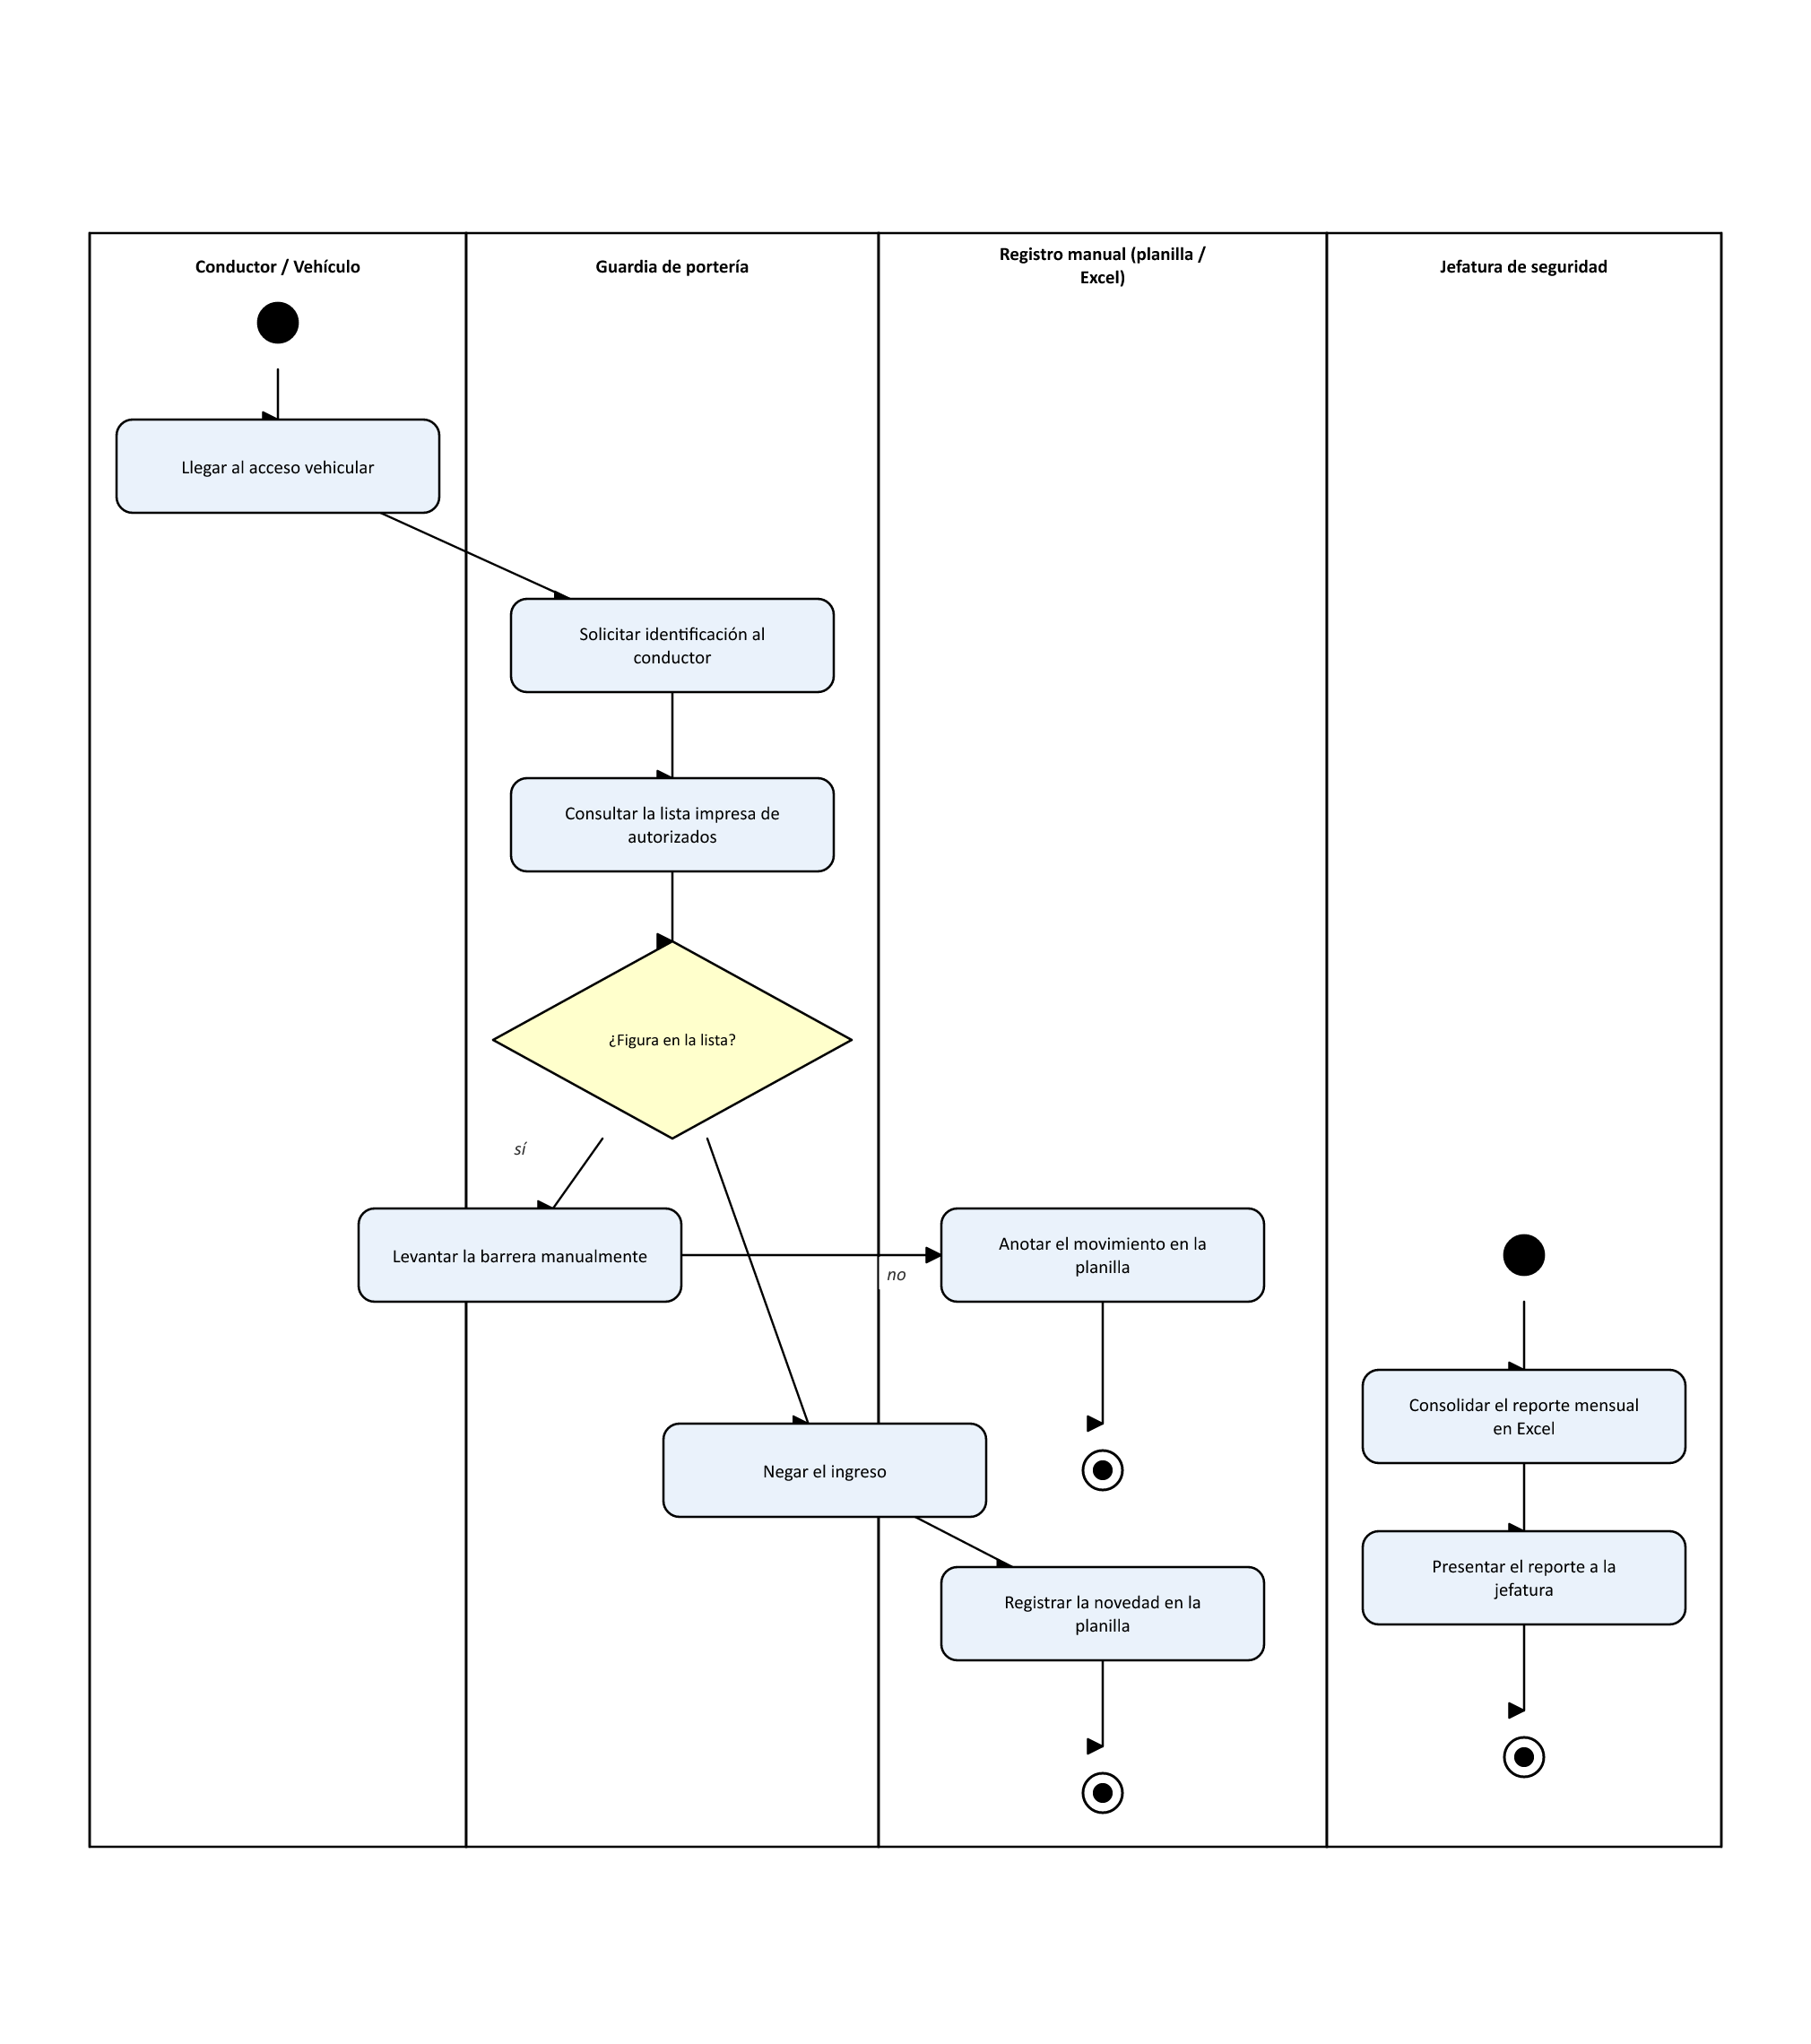 Conductor / Vehículo
Guardia de portería
Registro manual (planilla /
Excel)
Jefatura de seguridad
Llegar al acceso vehicular
Solicitar identificación al
conductor
Consultar la lista impresa de
autorizados
¿Figura en la lista?
sí
Levantar la barrera manualmente
no
Anotar el movimiento en la
planilla
Consolidar el reporte mensual
en Excel
Negar el ingreso
Presentar el reporte a la
jefatura
Registrar la novedad en la
planilla